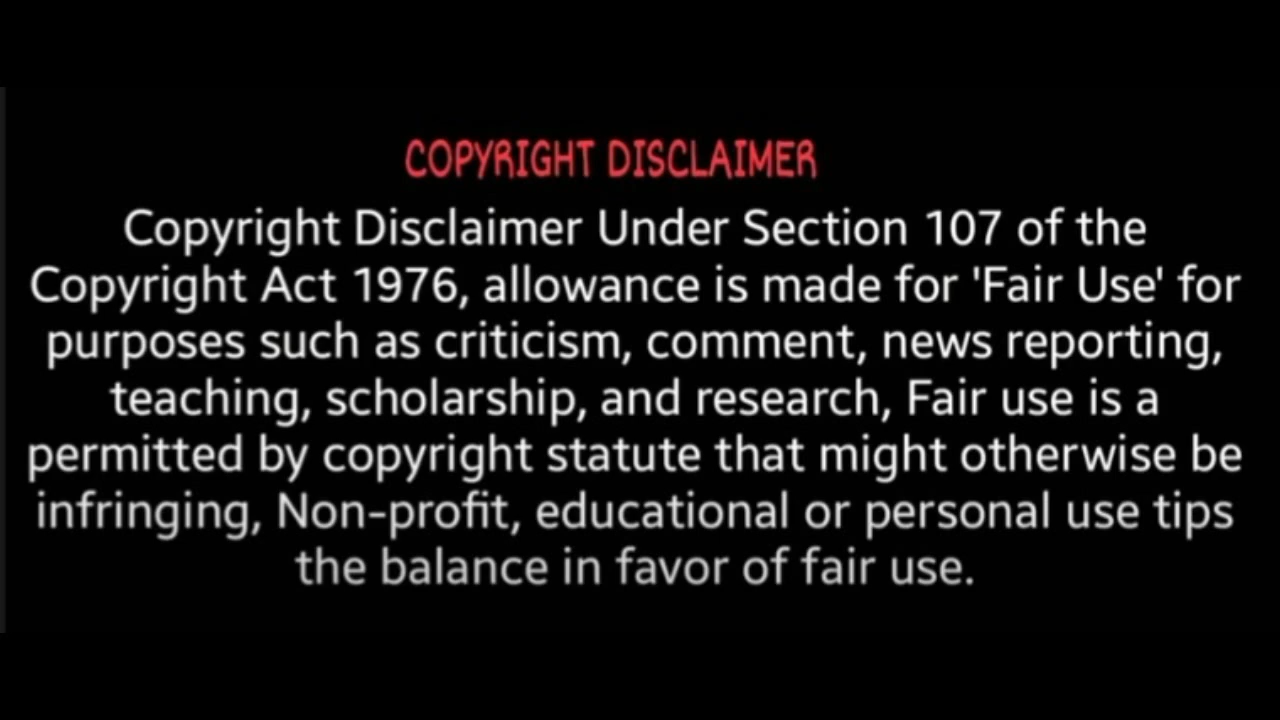 COPYRIGHT DISCLAIMER
Copyright Disclaimer Under Section 107 of the
Copyright Act 1976, allowance is made for 'Fair Use' for
purposes such as criticism, comment, news reporting,
teaching, scholarship, and research, Fair use is a
permitted by copyright statute that might otherwise be
infringing, Non-profit, educational or personal use tips
the balance in favor of fair use.